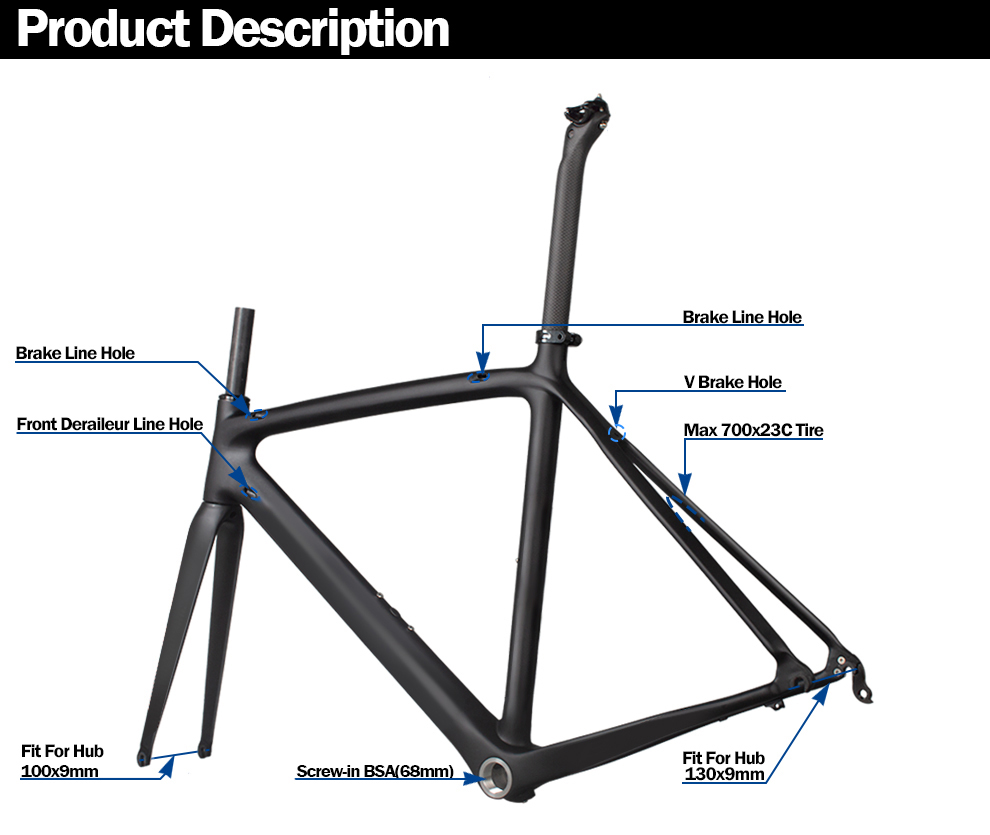 Product Description
Brake Line Hole
Brake Line Hole
V Brake Hole
Front Deraileur Line Hole
Max 700x23C Tire
Fit For Hub
100x9mm
Screw-in BSA(68mm)
Fit For Hub
130x9mm